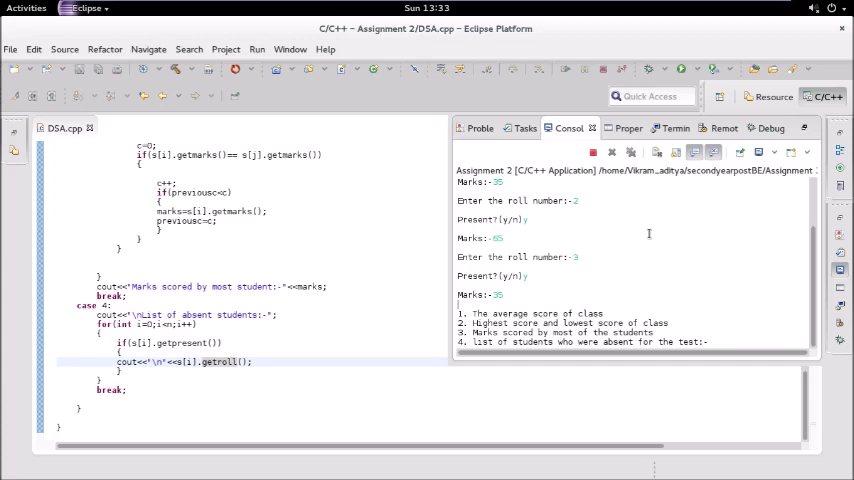 Activities Eclipse Sun 13:33
C/C++ – Assignment 2/DSA.cpp – Eclipse Platform
File Edit Source Refactor Navigate Search Project Run Window Help
Quick Access Resource C/C++
DSA.cpp
c=0;
if(s[i].getmarks()== s[j].getmarks())
{
c++;
if(previousc<c)
{
marks=s[i].getmarks();
previousc=c;
}
}
}
}
cout<<"Marks scored by most student:-"<<marks;
break;
case 4:
cout<<"\nList of absent students:-";
for(int i=0;i<n;i++)
{
if(s[i].getpresent())
{
cout<<"\n"<<s[i].getroll();
}
}
break;
}
}
Proble Tasks Consol Proper Termin Remot Debug
Assignment 2 [C/C++ Application] /home/Vikram_aditya/secondyearpostBE/Assignment
Marks:-35
Enter the roll number:-2
Present?(y/n)y
Marks:-65
Enter the roll number:-3
Present?(y/n)y
Marks:-35
1. The average score of class
2. Highest score and lowest score of class
3. Marks scored by most of the students
4. list of students who were absent for the test:-